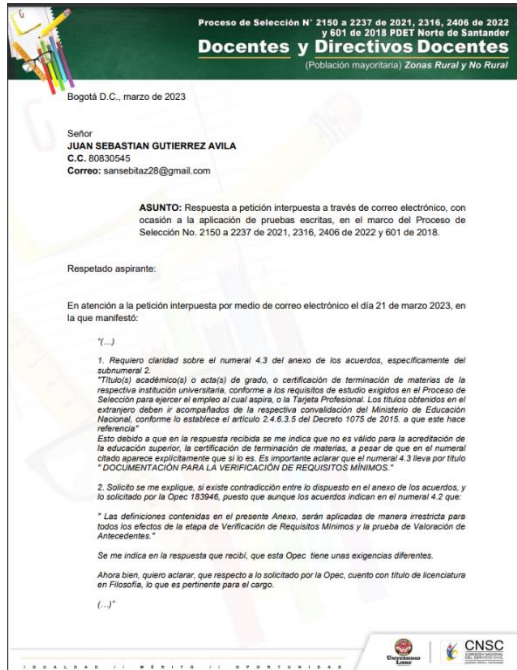 Proceso de Selección N° 2150 a 2237 de 2021, 2316, 2406 de 2022
y 601 de 2018 PDET Norte de Santander
Docentes y Directivos Docentes
(Población mayoritaria) Zonas Rural y No Rural
Bogotá D.C., marzo de 2023
Señor
JUAN SEBASTIAN GUTIERREZ AVILA
C.C. 80830545
Correo: sansebitaz28@gmail.com
ASUNTO: Respuesta a petición interpuesta a través de correo electrónico, con
ocasión a la aplicación de pruebas escritas, en el marco del Proceso de
Selección No. 2150 a 2237 de 2021, 2316, 2406 de 2022 y 601 de 2018.
Respetado aspirante:
En atención a la petición interpuesta por medio de correo electrónico el día 21 de marzo 2023, en
la que manifestó:
"(...)
1. Requiero claridad sobre el numeral 4.3 del anexo de los acuerdos, específicamente del
subnumeral 2.
"Título(s) académico(s) o acta(s) de grado, o certificación de terminación de materias de la
respectiva institución universitaria, conforme a los requisitos de estudio exigidos en el Proceso de
Selección para ejercer el empleo al cual aspira, o la Tarjeta Profesional. Los títulos obtenidos en el
extranjero deben ir acompañados de la respectiva convalidación del Ministerio de Educación
Nacional, conforme lo establece el artículo 2.4.6.3.5 del Decreto 1075 de 2015. a que este hace
referencia"
Esto debido a que en la respuesta recibida se me indica que no es válido para la acreditación de
la educación superior, la certificación de terminación de materias, a pesar de que en el numeral
citado aparece explícitamente que sí lo es. Es importante aclarar que el numeral 4.3 lleva por título
" DOCUMENTACIÓN PARA LA VERIFICACIÓN DE REQUISITOS MÍNIMOS."
2. Solicito se me explique, si existe contradicción entre lo dispuesto en el anexo de los acuerdos, y
lo solicitado por la Opec 183946, puesto que aunque los acuerdos indican en el numeral 4.2 que:
" Las definiciones contenidas en el presente Anexo, serán aplicadas de manera irrestricta para
todos los efectos de la etapa de Verificación de Requisitos Mínimos y la prueba de Valoración de
Antecedentes."
Se me indica en la respuesta que recibí, que esta Opec tiene unas exigencias diferentes.
Ahora bien, quiero aclarar, que respecto a lo solicitado por la Opec, cuento con título de licenciatura
en Filosofía, lo que es pertinente para el cargo.
(...)"
IGUALDAD // MÉRITO // OPORTUNIDAD
UNIVERSIDAD
LIBRE
CNSC